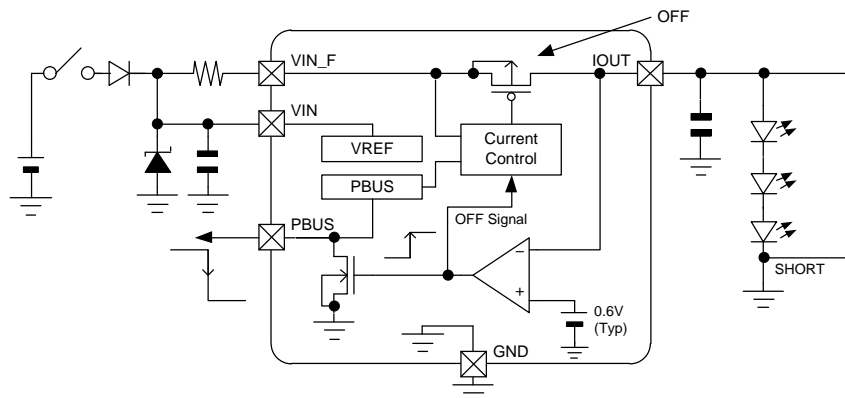 OFF
VIN_F
IOUT
VIN
VREF
Current
Control
PBUS
OFF Signal
PBUS
SHORT
0.6V
(Typ)
GND